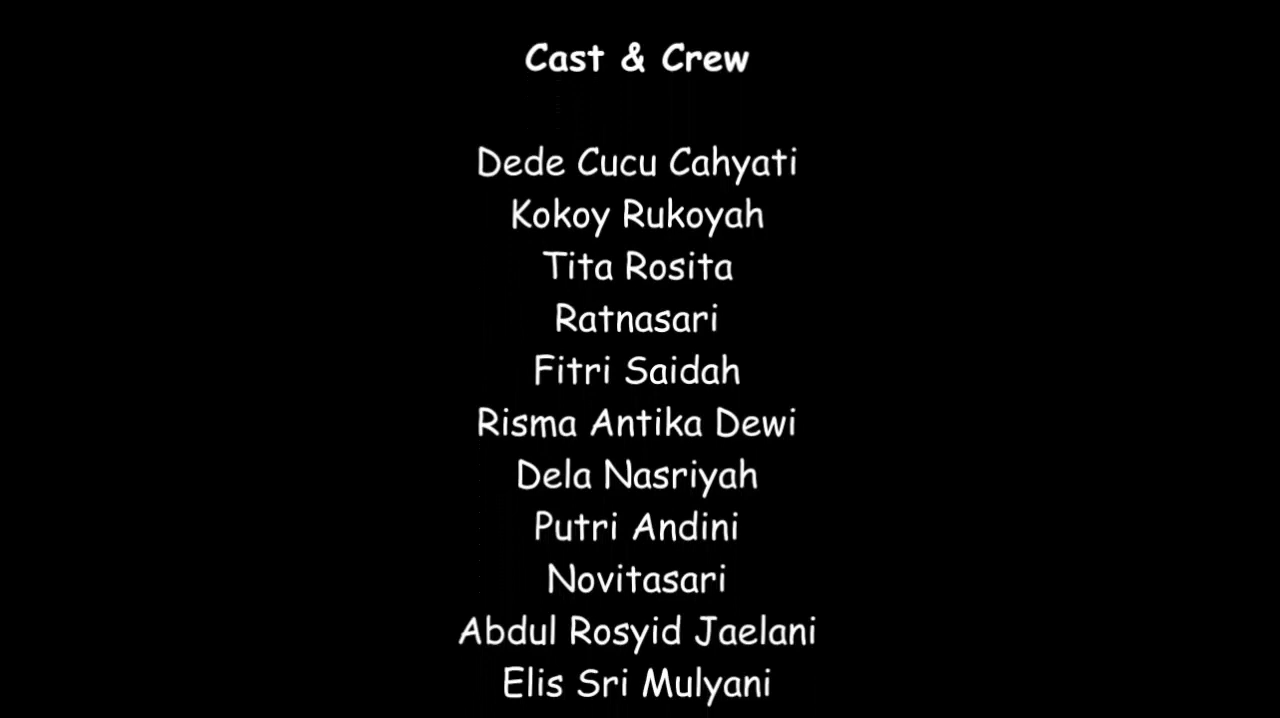 Cast & Crew
Dede Cucu Cahyati
Kokoy Rukoyah
Tita Rosita
Ratnasari
Fitri Saidah
Risma Antika Dewi
Dela Nasriyah
Putri Andini
Novitasari
Abdul Rosyid Jaelani
Elis Sri Mulyani